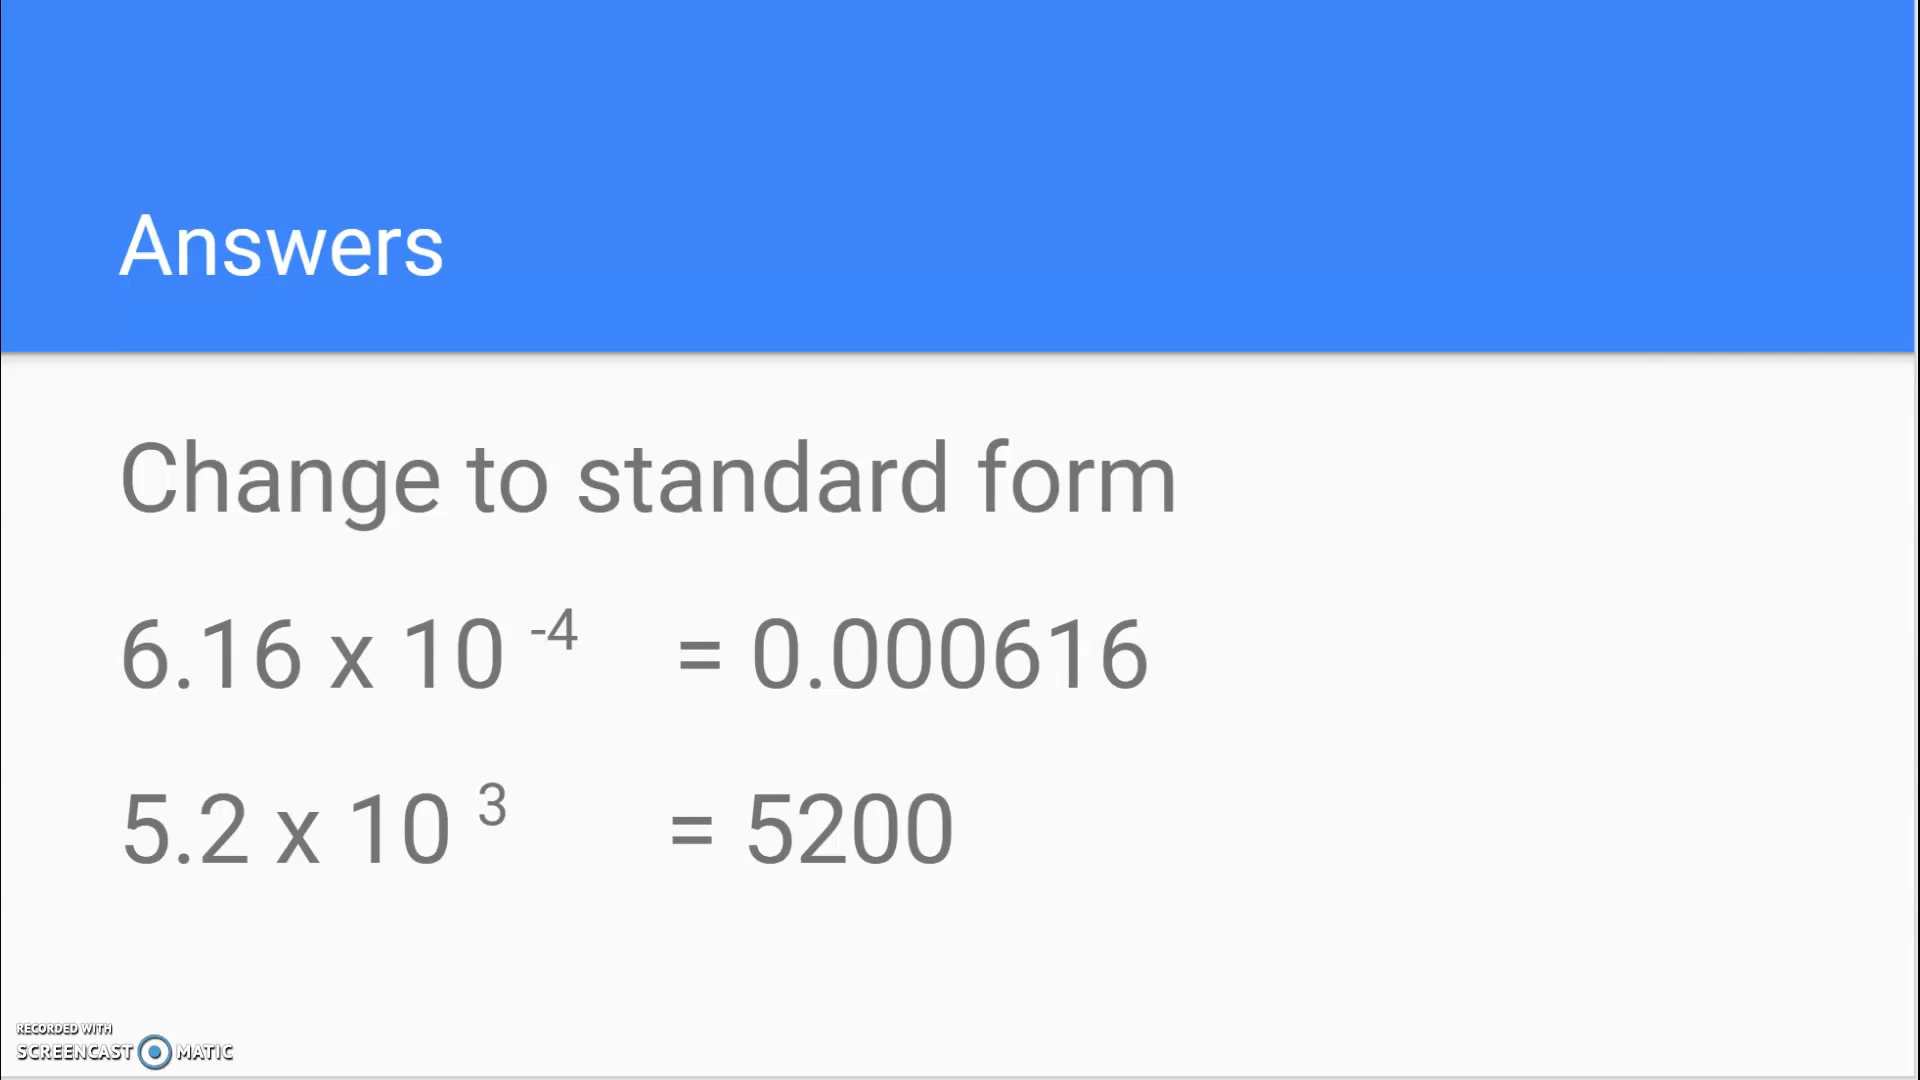 Answers
Change to standard form
6.16 x 10 ⁻⁴ = 0.000616
5.2 x 10 ³ = 5200
RECORDED WITH
SCREENCAST MATIC